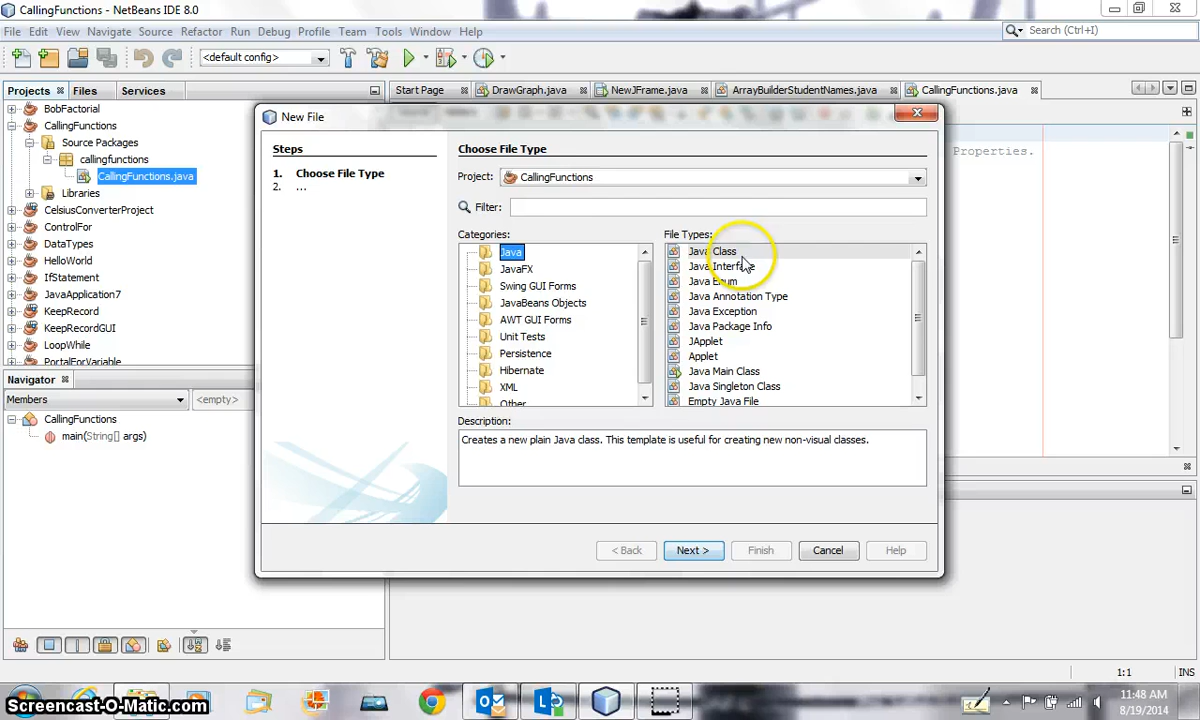 CallingFunctions - NetBeans IDE 8.0
File Edit View Navigate Source Refactor Run Debug Profile Team Tools Window Help
Search (Ctrl+I)
<default config>
Projects Files Services
Start Page DrawGraph.java NewJFrame.java ArrayBuilderStudentNames.java CallingFunctions.java
BobFactorial
CallingFunctions
Source Packages
callingfunctions
CallingFunctions.java
Libraries
CelsiusConverterProject
ControlFor
DataTypes
HelloWorld
IfStatement
JavaApplication7
KeepRecord
KeepRecordGUI
LoopWhile
PortalForVariable
Properties.
Navigator
Members
<empty>
CallingFunctions
main(String[] args)
New File
Steps
1. Choose File Type
2. ...
Choose File Type
Project: CallingFunctions
Filter:
Categories:
Java
JavaFX
Swing GUI Forms
JavaBeans Objects
AWT GUI Forms
Unit Tests
Persistence
Hibernate
XML
Other
File Types:
Java Class
Java Interface
Java Enum
Java Annotation Type
Java Exception
Java Package Info
JApplet
Applet
Java Main Class
Java Singleton Class
Empty Java File
Description:
Creates a new plain Java class. This template is useful for creating new non-visual classes.
< Back Next > Finish Cancel Help
1:1 INS
Screencast-O-Matic.com
11:48 AM
8/19/2014